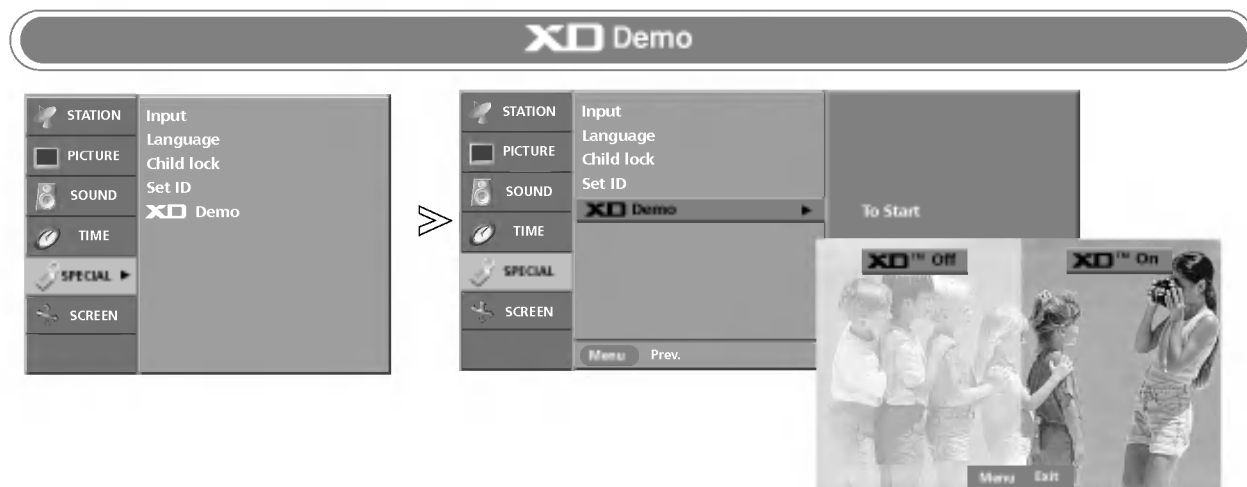 XD Demo
STATION
PICTURE
SOUND
TIME
SPECIAL ►
SCREEN
Input
Language
Child lock
Set ID
XD Demo
STATION
PICTURE
SOUND
TIME
SPECIAL
SCREEN
Input
Language
Child lock
Set ID
XD Demo ►
Menu Prev.
To Start
XD™ Off
XD™ On
Menu Exit